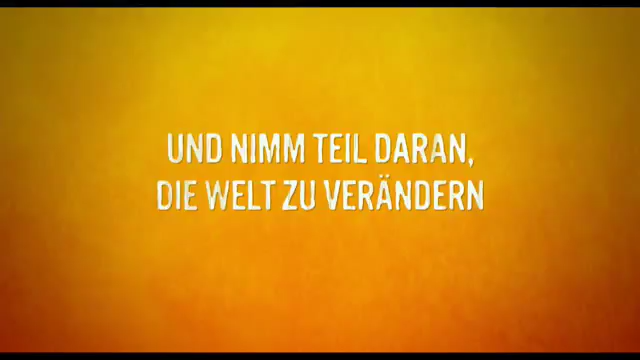 UND NIMM TEIL DARAN,
DIE WELT ZU VERÄNDERN